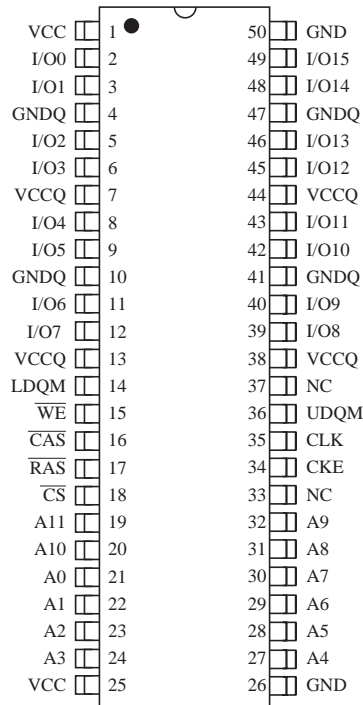 VCC 1 50 GND
I/O0 2 49 I/O15
I/O1 3 48 I/O14
GNDQ 4 47 GNDQ
I/O2 5 46 I/O13
I/O3 6 45 I/O12
VCCQ 7 44 VCCQ
I/O4 8 43 I/O11
I/O5 9 42 I/O10
GNDQ 10 41 GNDQ
I/O6 11 40 I/O9
I/O7 12 39 I/O8
VCCQ 13 38 VCCQ
LDQM 14 37 NC
W̅E̅ 15 36 UDQM
C̅A̅S̅ 16 35 CLK
R̅A̅S̅ 17 34 CKE
C̅S̅ 18 33 NC
A11 19 32 A9
A10 20 31 A8
A0 21 30 A7
A1 22 29 A6
A2 23 28 A5
A3 24 27 A4
VCC 25 26 GND